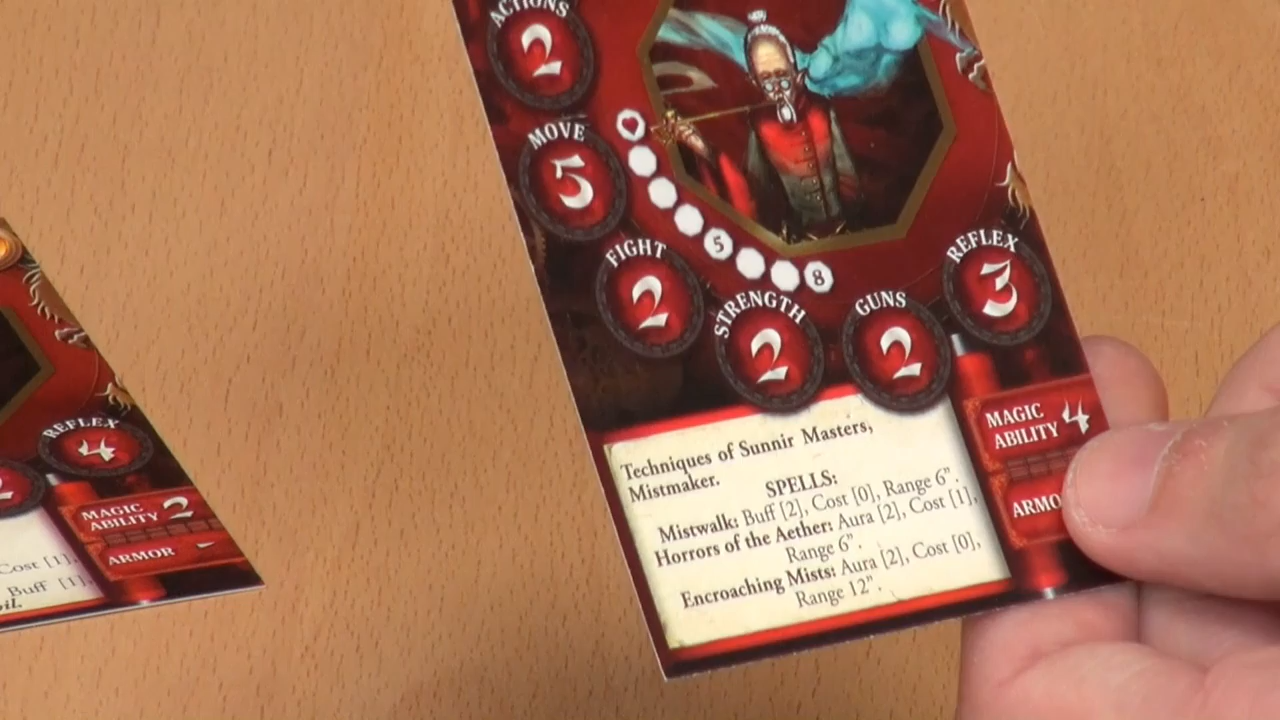 ACTIONS
2
MOVE
5
FIGHT
2
5
8
STRENGTH
2
GUNS
2
REFLEX
3
MAGIC
ABILITY 4
Techniques of Sunnir Masters,
Mistmaker.
SPELLS:
Mistwalk: Buff [2], Cost [0], Range 6".
Horrors of the Aether: Aura [2], Cost [1],
Range 6".
Encroaching Mists: Aura [2], Cost [0],
Range 12".
REFLEX
4
MAGIC
ABILITY 2
ARMOR -
Cost [1],
Buff [1],